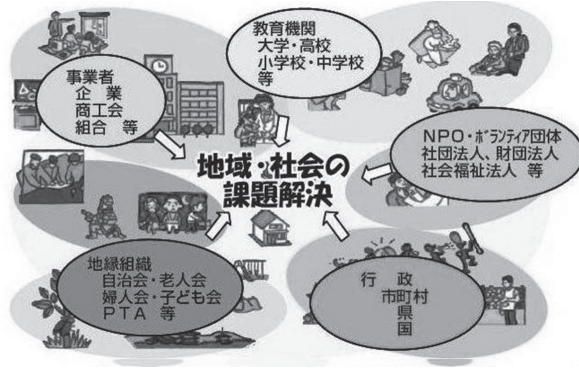 教育機関
大学・高校
小学校・中学校
等
事業者
企 業
商工会
組合 等
NPO・ボランティア団体
社団法人、財団法人
社会福祉法人 等
地域・社会の
課題解決
地縁組織
自治会・老人会
婦人会・子ども会
PTA 等
行 政
市町村
県
国